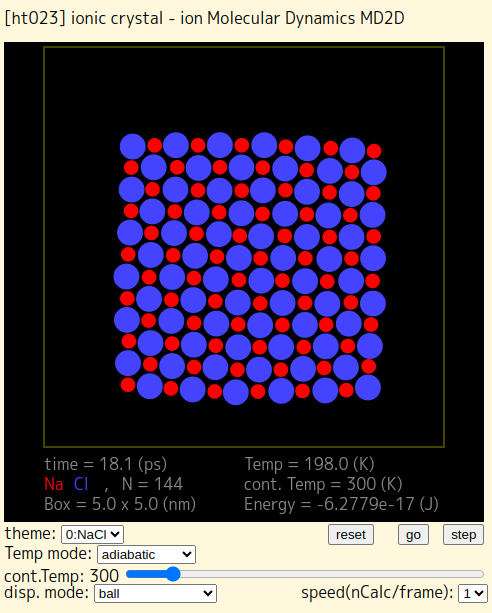 [ht023] ionic crystal - ion Molecular Dynamics MD2D
time = 18.1 (ps) Temp = 198.0 (K)
Na Cl , N = 144 cont. Temp = 300 (K)
Box = 5.0 x 5.0 (nm) Energy = -6.2779e-17 (J)
theme: 0:NaCl reset go step
Temp mode: adiabatic
cont.Temp: 300
disp. mode: ball speed(nCalc/frame): 1